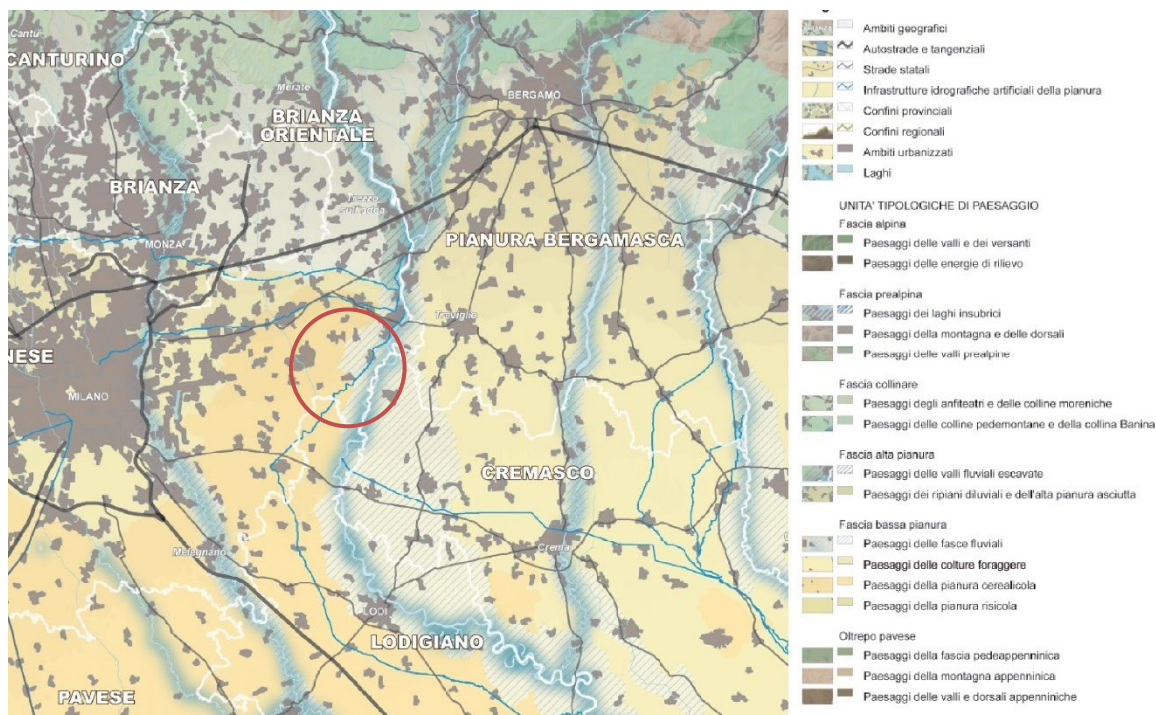 Cantù
CANTURINO
Merate
BERGAMO
BRIANZA
ORIENTALE
BRIANZA
Trezzo
sull'adda
MONZA
PIANURA BERGAMASCA
Treviglio
NESE
MILANO
CREMASCO
Melegnano
Crema
LODI
LODIGIANO
PAVESE
Ambiti geografici
Autostrade e tangenziali
Strade statali
Infrastrutture idrografiche artificiali della pianura
Confini provinciali
Confini regionali
Ambiti urbanizzati
Laghi
UNITA' TIPOLOGICHE DI PAESAGGIO
Fascia alpina
Paesaggi delle valli e dei versanti
Paesaggi delle energie di rilievo
Fascia prealpina
Paesaggi dei laghi insubrici
Paesaggi della montagna e delle dorsali
Paesaggi delle valli prealpine
Fascia collinare
Paesaggi degli anfiteatri e delle colline moreniche
Paesaggi delle colline pedemontane e della collina Banina
Fascia alta pianura
Paesaggi delle valli fluviali escavate
Paesaggi dei ripiani diluviali e dell'alta pianura asciutta
Fascia bassa pianura
Paesaggi delle fasce fluviali
Paesaggi delle colture foraggere
Paesaggi della pianura cerealicola
Paesaggi della pianura risicola
Oltrepo pavese
Paesaggi della fascia pedeappenninica
Paesaggi della montagna appenninica
Paesaggi delle valli e dorsali appenniniche